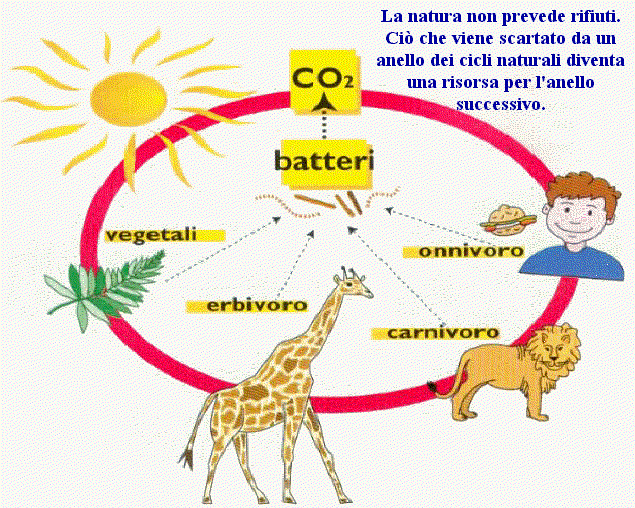 La natura non prevede rifiuti.
Ciò che viene scartato da un
anello dei cicli naturali diventa
una risorsa per l'anello
successivo.
CO₂
batteri
vegetali
onnivoro
erbivoro
carnivoro